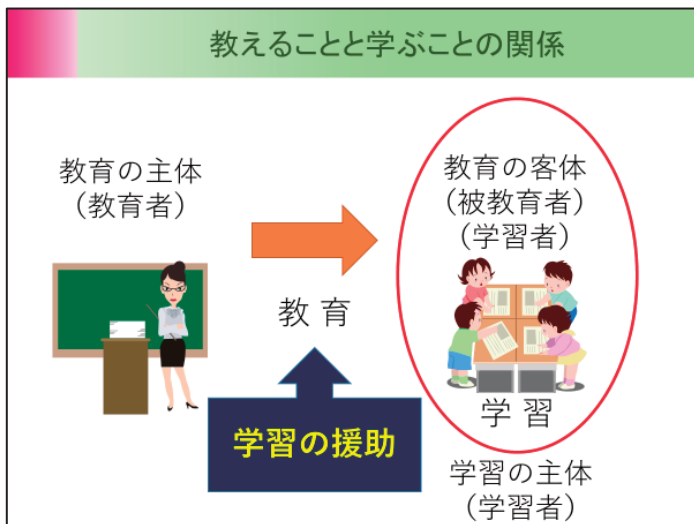 教えることと学ぶことの関係
教育の主体
（教育者）
教育
学習の援助
教育の客体
（被教育者）
（学習者）
学習
学習の主体
（学習者）